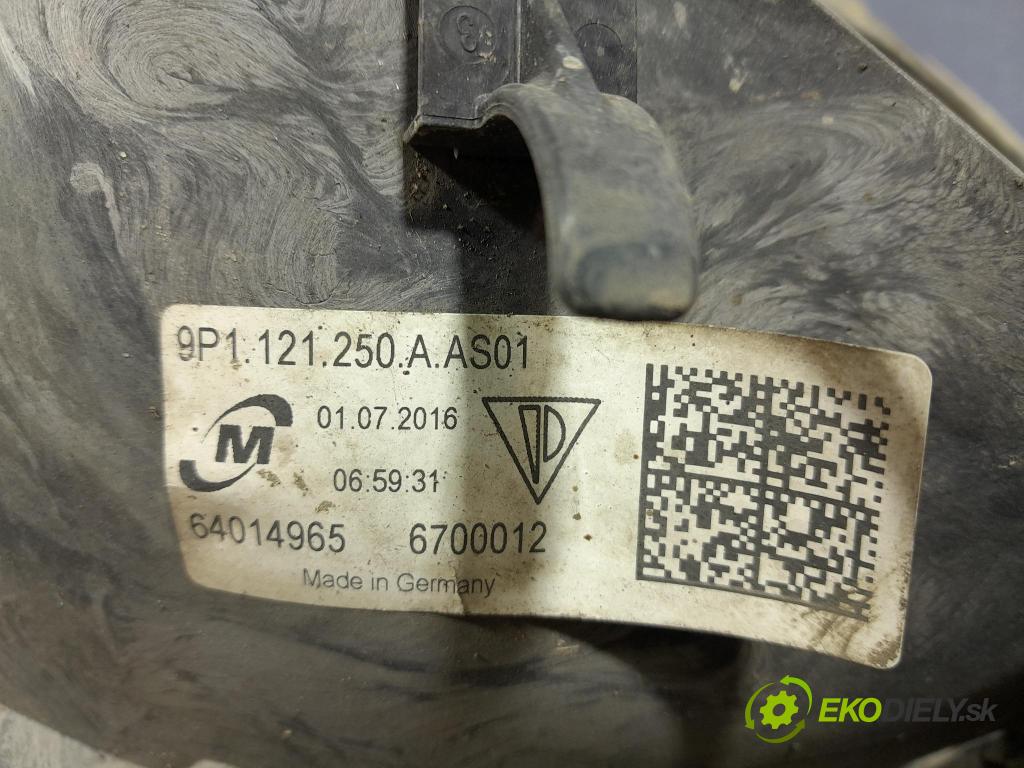 9P1.121.250.A.AS01
M
01.07.2016
06:59:31
64014965 6700012
Made in Germany
EKODIELY.sk